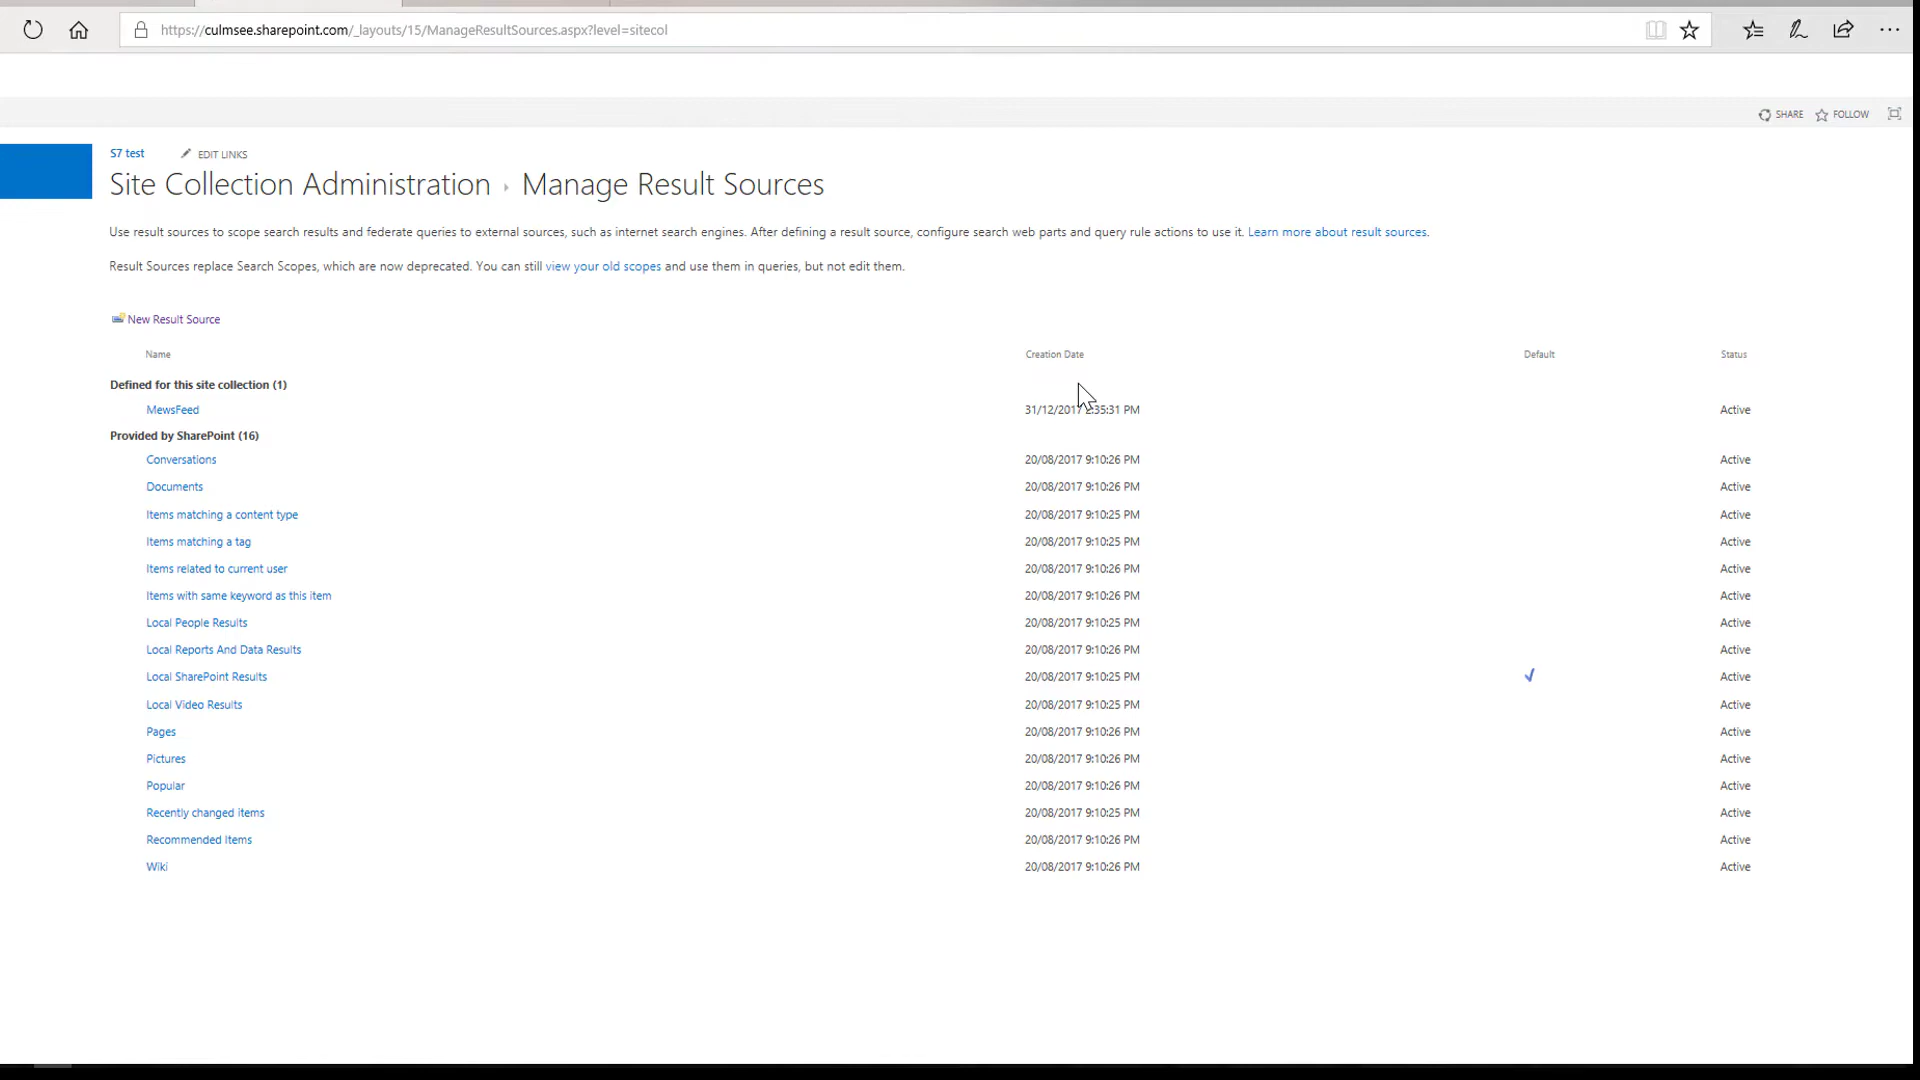 https://culmsee.sharepoint.com/_layouts/15/ManageResultSources.aspx?level=sitecol
SHARE FOLLOW
S7 test EDIT LINKS
Site Collection Administration › Manage Result Sources
Use result sources to scope search results and federate queries to external sources, such as internet search engines. After defining a result source, configure search web parts and query rule actions to use it. Learn more about result sources.
Result Sources replace Search Scopes, which are now deprecated. You can still view your old scopes and use them in queries, but not edit them.
New Result Source
Name Creation Date Default Status
Defined for this site collection (1)
MewsFeed 31/12/2017 2:35:31 PM Active
Provided by SharePoint (16)
Conversations 20/08/2017 9:10:26 PM Active
Documents 20/08/2017 9:10:26 PM Active
Items matching a content type 20/08/2017 9:10:25 PM Active
Items matching a tag 20/08/2017 9:10:25 PM Active
Items related to current user 20/08/2017 9:10:26 PM Active
Items with same keyword as this item 20/08/2017 9:10:26 PM Active
Local People Results 20/08/2017 9:10:25 PM Active
Local Reports And Data Results 20/08/2017 9:10:26 PM Active
Local SharePoint Results 20/08/2017 9:10:25 PM Active
Local Video Results 20/08/2017 9:10:25 PM Active
Pages 20/08/2017 9:10:26 PM Active
Pictures 20/08/2017 9:10:26 PM Active
Popular 20/08/2017 9:10:26 PM Active
Recently changed items 20/08/2017 9:10:25 PM Active
Recommended Items 20/08/2017 9:10:26 PM Active
Wiki 20/08/2017 9:10:26 PM Active